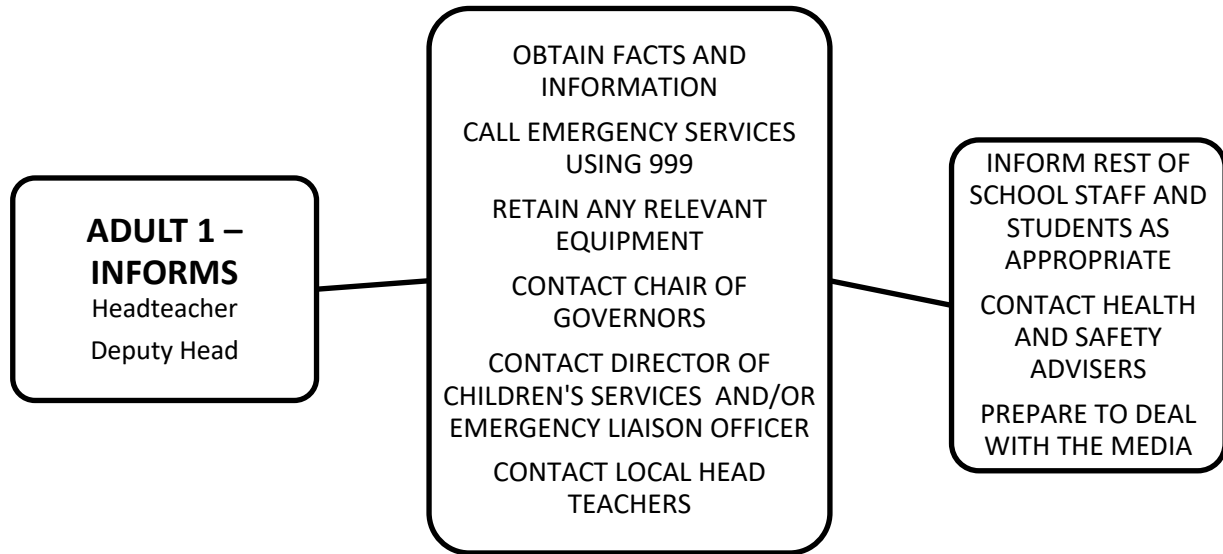 ADULT 1 –
INFORMS
Headteacher
Deputy Head
OBTAIN FACTS AND
INFORMATION
CALL EMERGENCY SERVICES
USING 999
RETAIN ANY RELEVANT
EQUIPMENT
CONTACT CHAIR OF
GOVERNORS
CONTACT DIRECTOR OF
CHILDREN'S SERVICES  AND/OR
EMERGENCY LIAISON OFFICER
CONTACT LOCAL HEAD
TEACHERS
INFORM REST OF
SCHOOL STAFF AND
STUDENTS AS
APPROPRIATE
CONTACT HEALTH
AND SAFETY
ADVISERS
PREPARE TO DEAL
WITH THE MEDIA